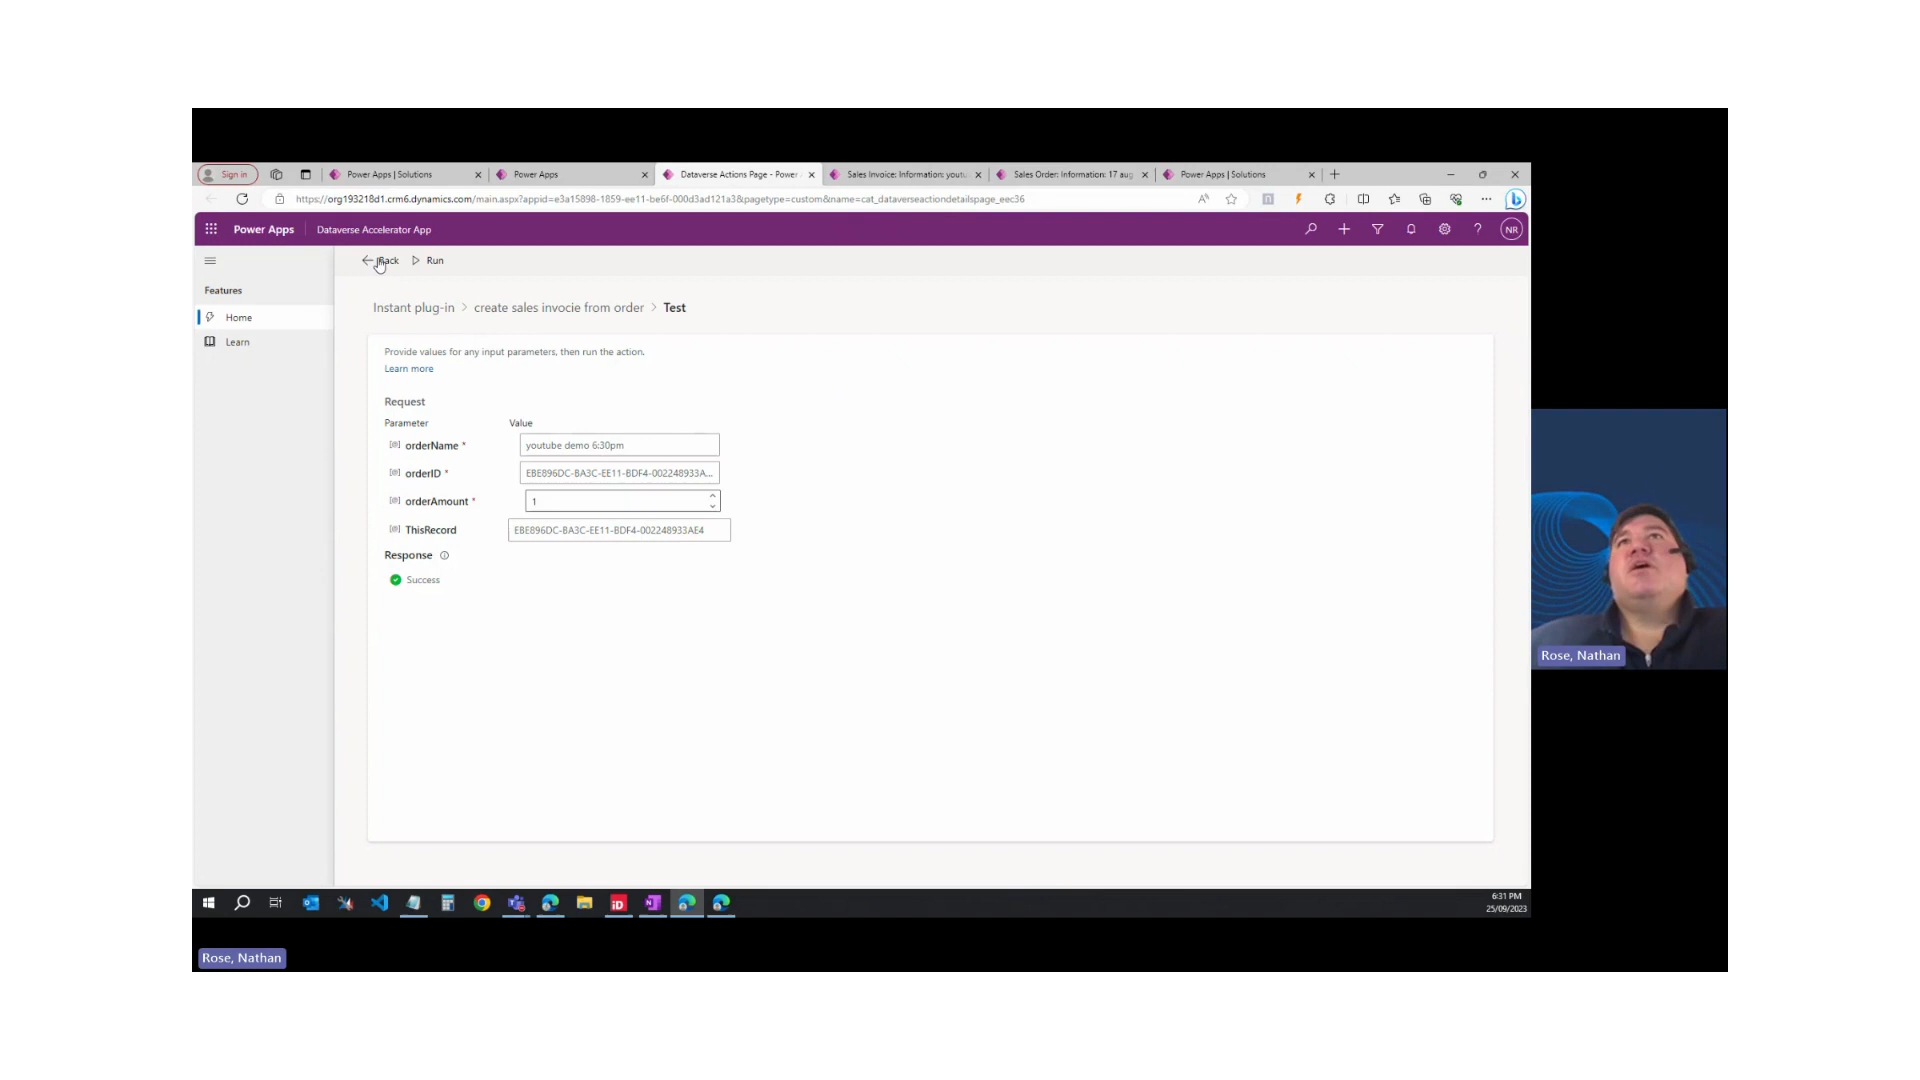 Sign in
Power Apps | Solutions
Power Apps
Dataverse Actions Page - Power
Sales Invoice: Information: youtu
Sales Order: Information: 17 aug
Power Apps | Solutions
https://org193218d1.crm6.dynamics.com/main.aspx?appid=e3a15898-1859-ee11-be6f-000d3ad121a3&pagetype=custom&name=cat_dataverseactiondetailspage_eec36
Power Apps
Dataverse Accelerator App
NR
Back
Run
Features
Home
Learn
Instant plug-in > create sales invocie from order > Test
Provide values for any input parameters, then run the action.
Learn more
Request
Parameter Value
orderName * youtube demo 6:30pm
orderID * EBE896DC-BA3C-EE11-BDF4-002248933A...
orderAmount * 1
ThisRecord EBE896DC-BA3C-EE11-BDF4-002248933AE4
Response
Success
Rose, Nathan
iD
6:31 PM
25/09/2023
Rose, Nathan